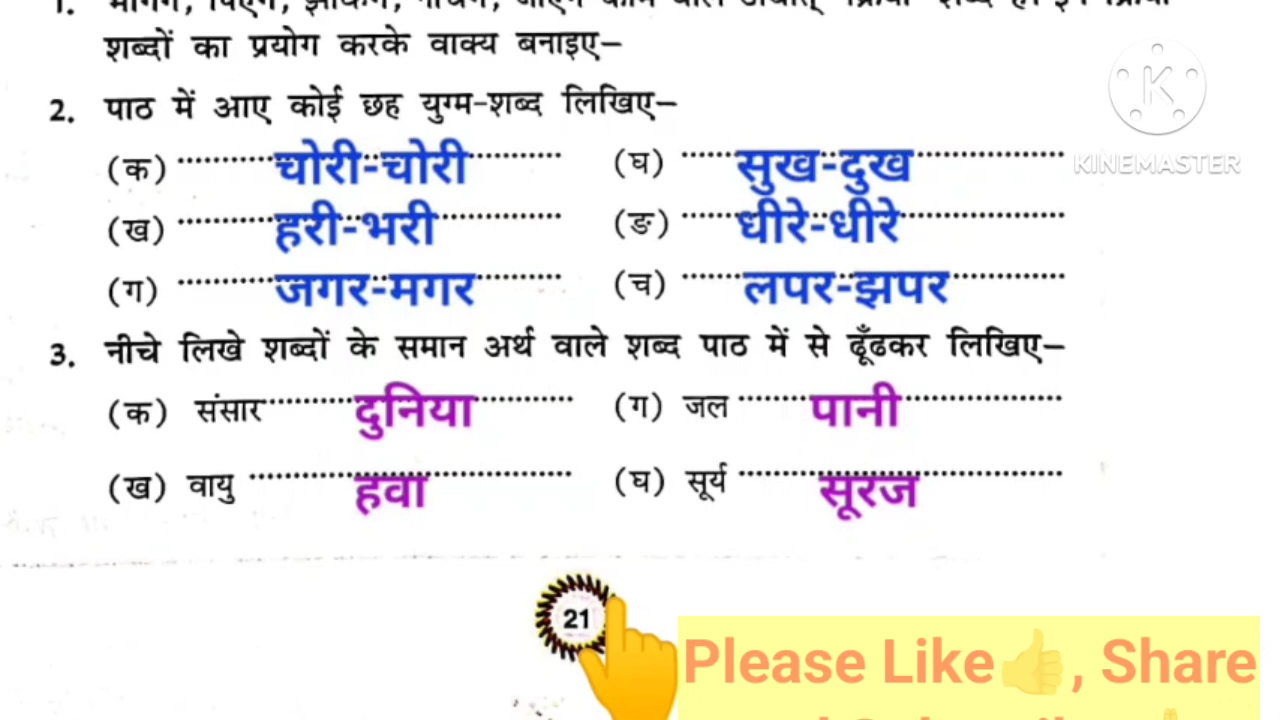 शब्दों का प्रयोग करके वाक्य बनाइए–
2. पाठ में आए कोई छह युग्म-शब्द लिखिए–
(क) चोरी-चोरी (घ) सुख-दुख
(ख) हरी-भरी (ङ) धीरे-धीरे
(ग) जगर-मगर (च) लपर-झपर
3. नीचे लिखे शब्दों के समान अर्थ वाले शब्द पाठ में से ढूँढकर लिखिए–
(क) संसार दुनिया (ग) जल पानी
(ख) वायु हवा (घ) सूर्य सूरज
21
Please Like👍, Share
K
KINEMASTER